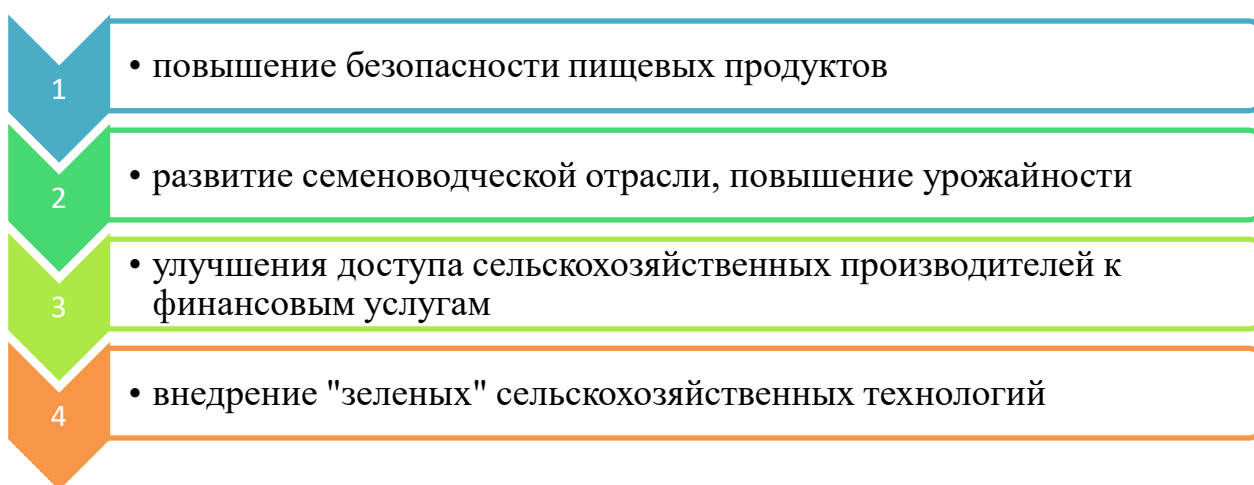 1
• повышение безопасности пищевых продуктов
2
• развитие семеноводческой отрасли, повышение урожайности
3
• улучшения доступа сельскохозяйственных производителей к
финансовым услугам
4
• внедрение "зеленых" сельскохозяйственных технологий